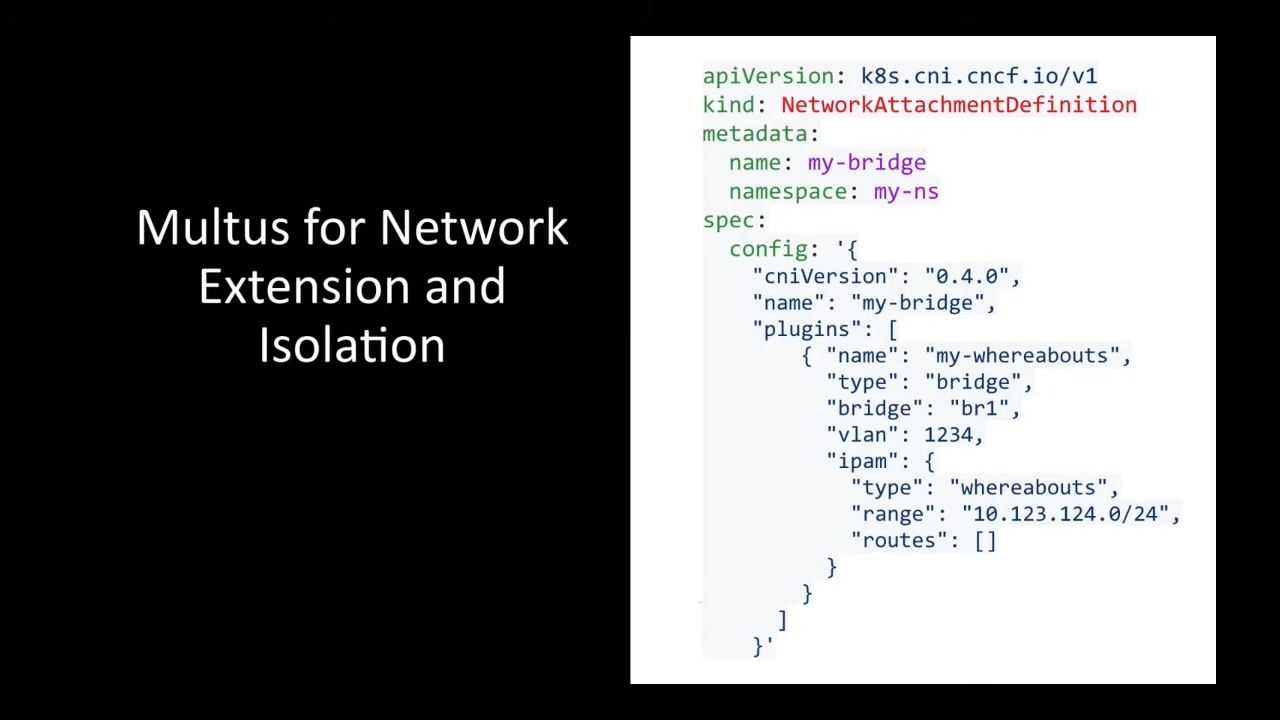 Multus for Network
Extension and
Isolation
apiVersion: k8s.cni.cncf.io/v1
kind: NetworkAttachmentDefinition
metadata:
  name: my-bridge
  namespace: my-ns
spec:
  config: '{
    "cniVersion": "0.4.0",
    "name": "my-bridge",
    "plugins": [
        { "name": "my-whereabouts",
          "type": "bridge",
          "bridge": "br1",
          "vlan": 1234,
          "ipam": {
            "type": "whereabouts",
            "range": "10.123.124.0/24",
            "routes": []
          }
        }
      ]
    }'